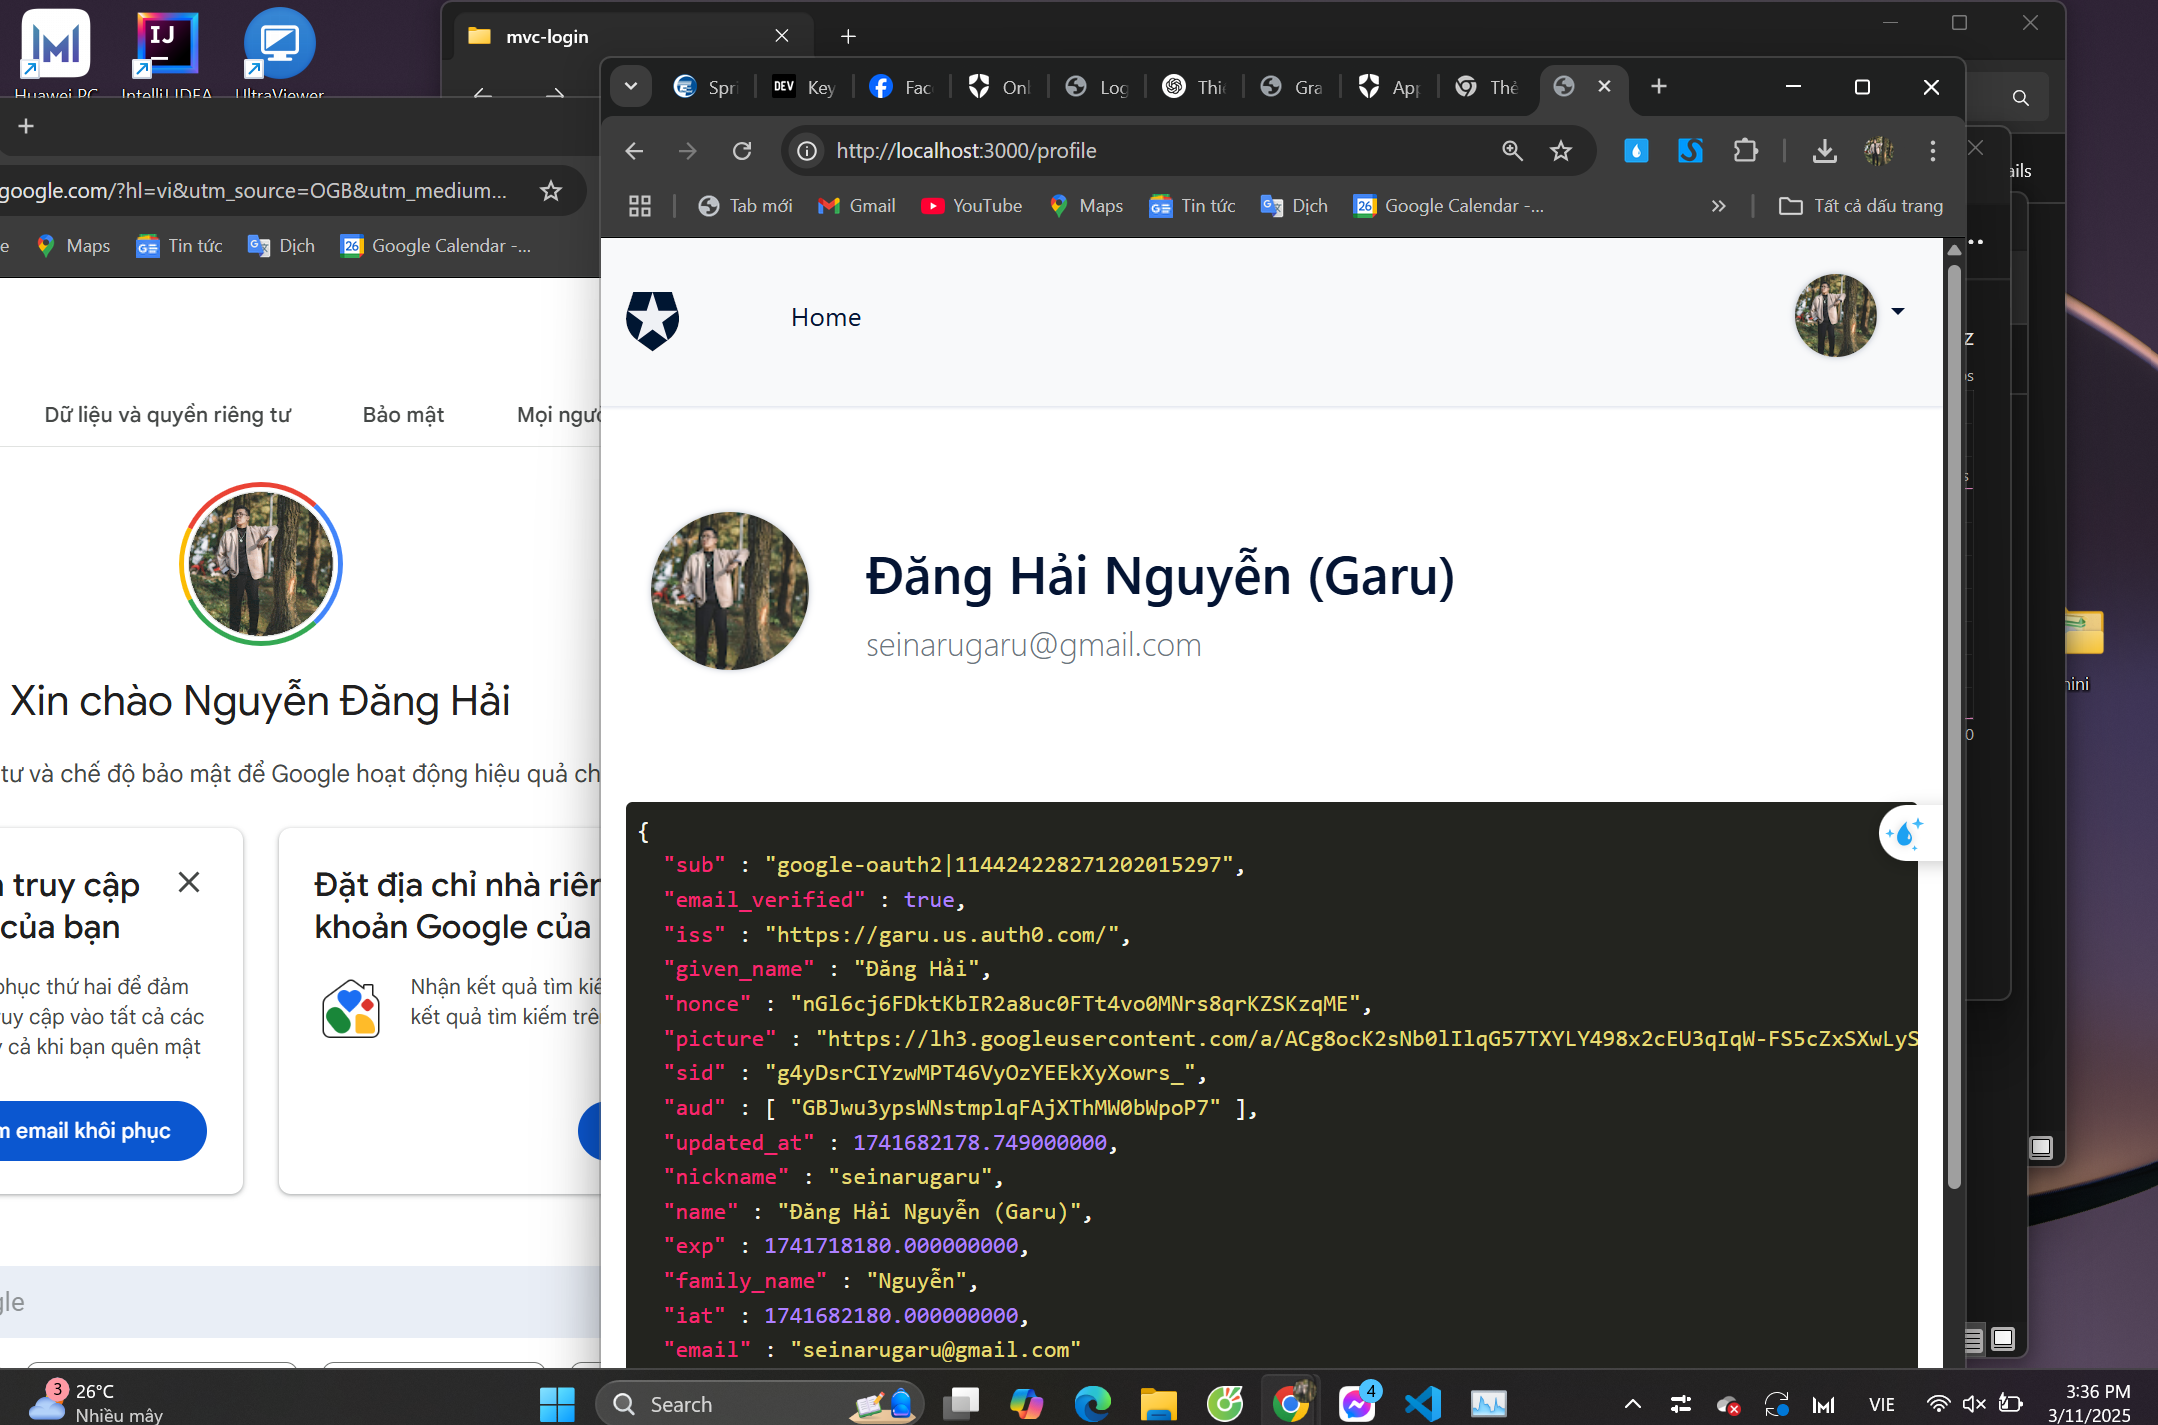 Huawei PC
IntelliJ IDEA
UltraViewer
mvc-login
google.com/?hl=vi&utm_source=OGB&utm_medium...
Maps
Tin tức
Dịch
Google Calendar -...
Dữ liệu và quyền riêng tư
Bảo mật
Mọi ngườ
Xin chào Nguyễn Đăng Hải
tư và chế độ bảo mật để Google hoạt động hiệu quả ch
truy cập
của bạn
phục thứ hai để đảm
truy cập vào tất cả các
cả khi bạn quên mật
email khôi phục
Đặt địa chỉ nhà riên
khoản Google của
Nhận kết quả tìm kiế
kết quả tìm kiếm trê
gle
Spri
DEV
Key
Fac
Onl
Log
Thi
Gra
App
Thẻ
http://localhost:3000/profile
Tab mới
Gmail
YouTube
Maps
Tin tức
Dịch
26
Google Calendar -...
Tất cả dấu trang
ails
Home
Đăng Hải Nguyễn (Garu)
seinarugaru@gmail.com
{
"sub" : "google-oauth2|114424228271202015297",
"email_verified" : true,
"iss" : "https://garu.us.auth0.com/",
"given_name" : "Đăng Hải",
"nonce" : "nGl6cj6FDktKbIR2a8uc0FTt4vo0MNrs8qrKZSKzqME",
"picture" : "https://lh3.googleusercontent.com/a/ACg8ocK2sNb0lIlqG57TXYLY498x2cEU3qIqW-FS5cZxSXwLyS
"sid" : "g4yDsrCIYzwMPT46VyOzYEEkXyXowrs_",
"aud" : [ "GBJwu3ypsWNstmplqFAjXThMW0bWpoP7" ],
"updated_at" : 1741682178.749000000,
"nickname" : "seinarugaru",
"name" : "Đăng Hải Nguyễn (Garu)",
"exp" : 1741718180.000000000,
"family_name" : "Nguyễn",
"iat" : 1741682180.000000000,
"email" : "seinarugaru@gmail.com"
3
26°C
Nhiều mây
Search
4
VIE
3:36 PM
3/11/2025